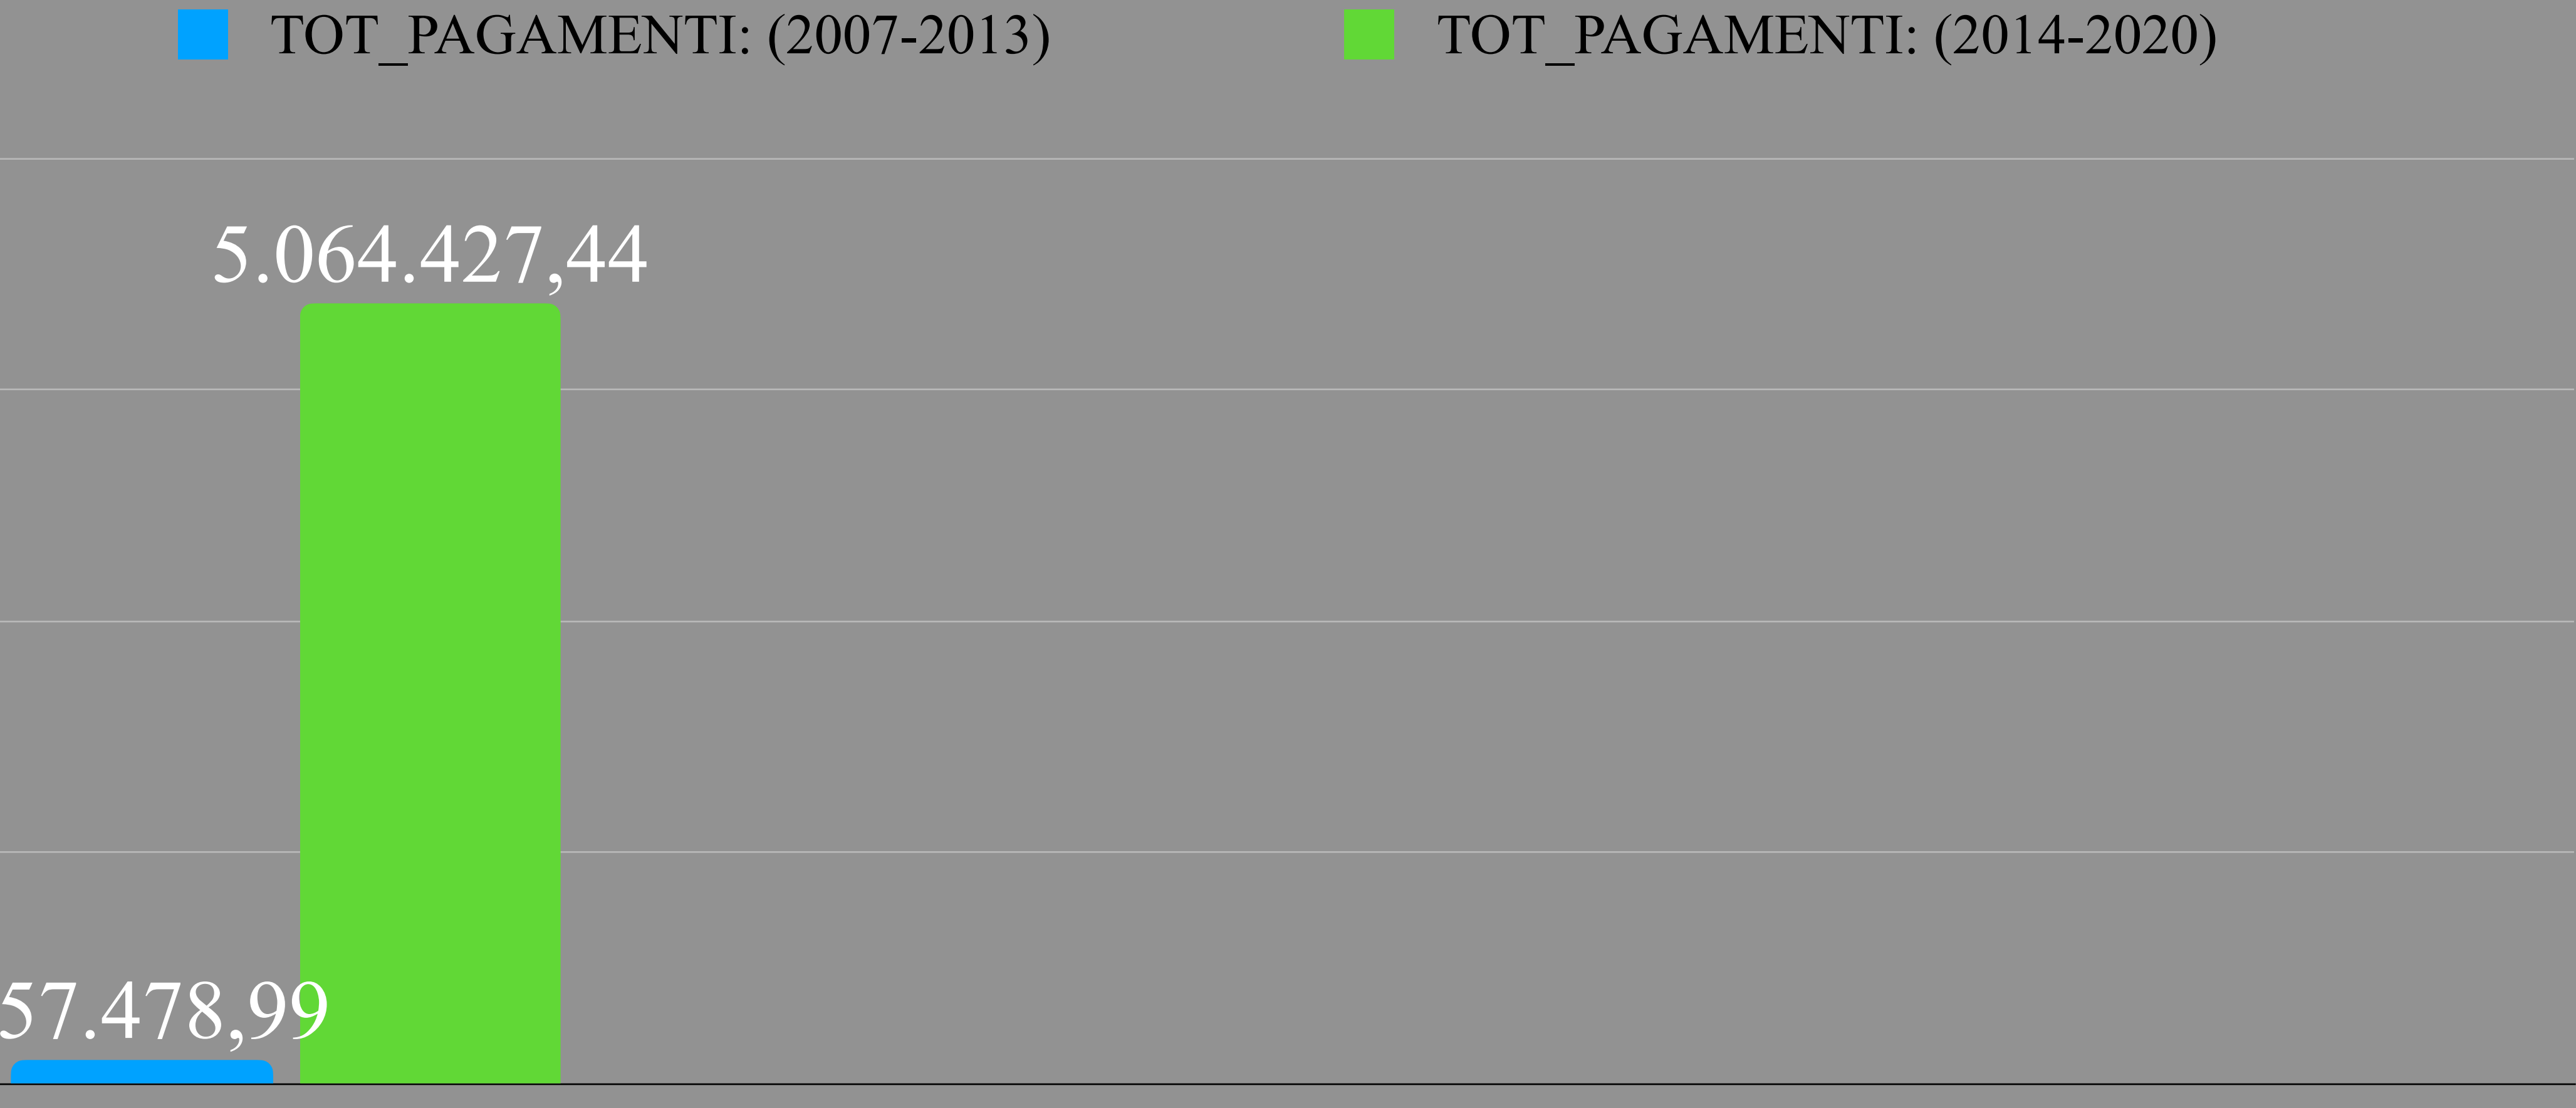 TOT_PAGAMENTI: (2007-2013)
TOT_PAGAMENTI: (2014-2020)
5.064.427,44
57.478,99